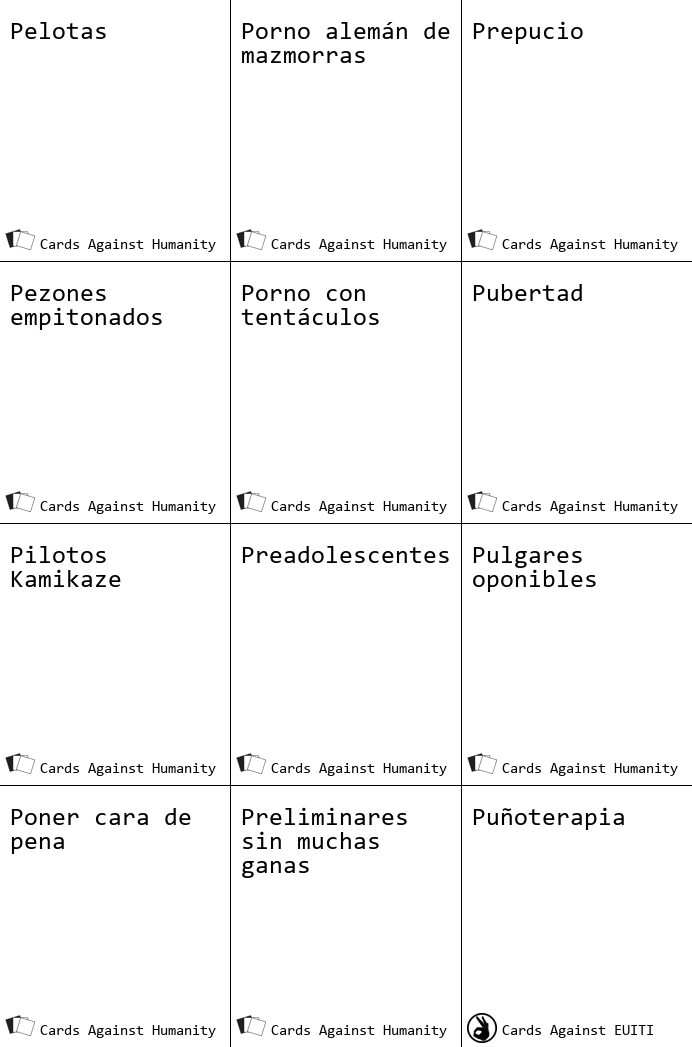 Pelotas
Cards Against Humanity
Porno alemán de
mazmorras
Cards Against Humanity
Prepucio
Cards Against Humanity
Pezones
empitonados
Cards Against Humanity
Porno con
tentáculos
Cards Against Humanity
Pubertad
Cards Against Humanity
Pilotos
Kamikaze
Cards Against Humanity
Preadolescentes
Cards Against Humanity
Pulgares
oponibles
Cards Against Humanity
Poner cara de
pena
Cards Against Humanity
Preliminares
sin muchas
ganas
Cards Against Humanity
Puñoterapia
Cards Against EUITI